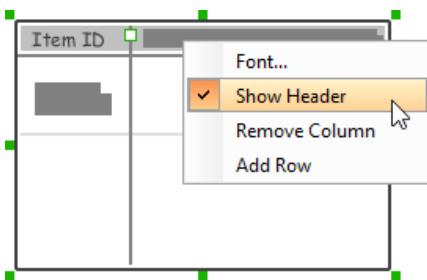 Item ID
Font...
Show Header
Remove Column
Add Row